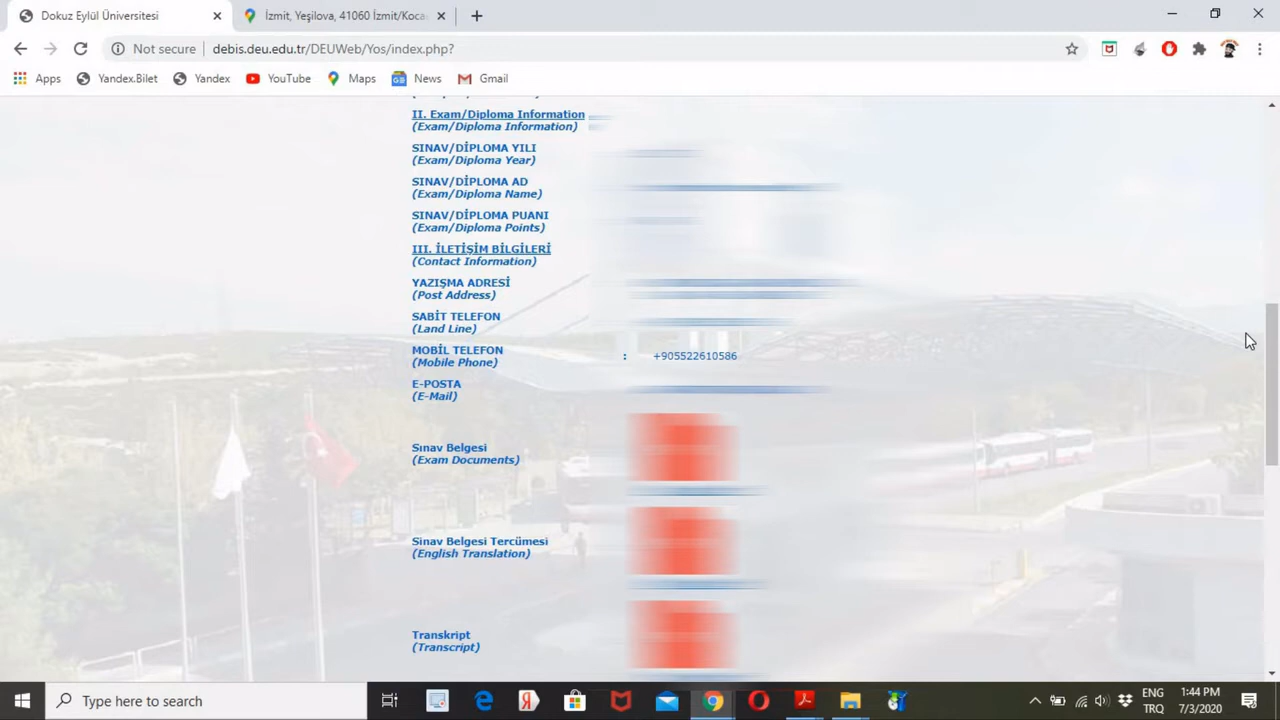 Dokuz Eylül Üniversitesi
İzmit, Yeşilova, 41060 İzmit/Koca
Not secure
debis.deu.edu.tr/DEUWeb/Yos/index.php?
Apps
Yandex.Bilet
Yandex
YouTube
Maps
News
Gmail
II. Exam/Diploma Information
(Exam/Diploma Information)
SINAV/DİPLOMA YILI
(Exam/Diploma Year)
SINAV/DİPLOMA AD
(Exam/Diploma Name)
SINAV/DİPLOMA PUANI
(Exam/Diploma Points)
III. İLETİŞİM BİLGİLERİ
(Contact Information)
YAZIŞMA ADRESİ
(Post Address)
SABİT TELEFON
(Land Line)
MOBİL TELEFON
(Mobile Phone)
: +905522610586
E-POSTA
(E-Mail)
Sınav Belgesi
(Exam Documents)
Sınav Belgesi Tercümesi
(English Translation)
Transkript
(Transcript)
Type here to search
ENG
TRQ
1:44 PM
7/3/2020